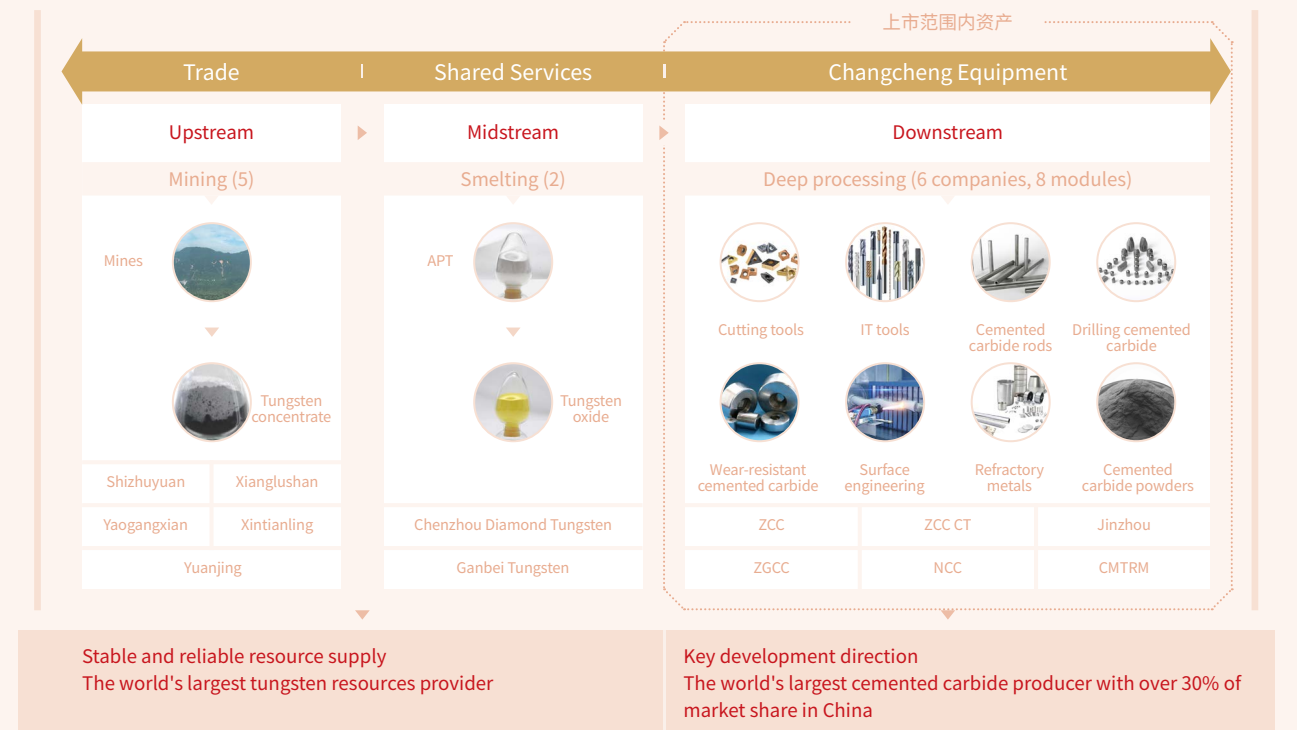 上市范围内资产
Trade
Shared Services
Changcheng Equipment
Upstream
Midstream
Downstream
Mining (5)
Smelting (2)
Deep processing (6 companies, 8 modules)
Mines
Tungsten
concentrate
Shizhuyuan
Xianglushan
Yaogangxian
Xintianling
Yuanjing
APT
Tungsten
oxide
Chenzhou Diamond Tungsten
Ganbei Tungsten
Cutting tools
IT tools
Cemented
carbide rods
Drilling cemented
carbide
Wear-resistant
cemented carbide
Surface
engineering
Refractory
metals
Cemented
carbide powders
ZCC
ZCC CT
Jinzhou
ZGCC
NCC
CMTRM
Stable and reliable resource supply
The world's largest tungsten resources provider
Key development direction
The world's largest cemented carbide producer with over 30% of
market share in China